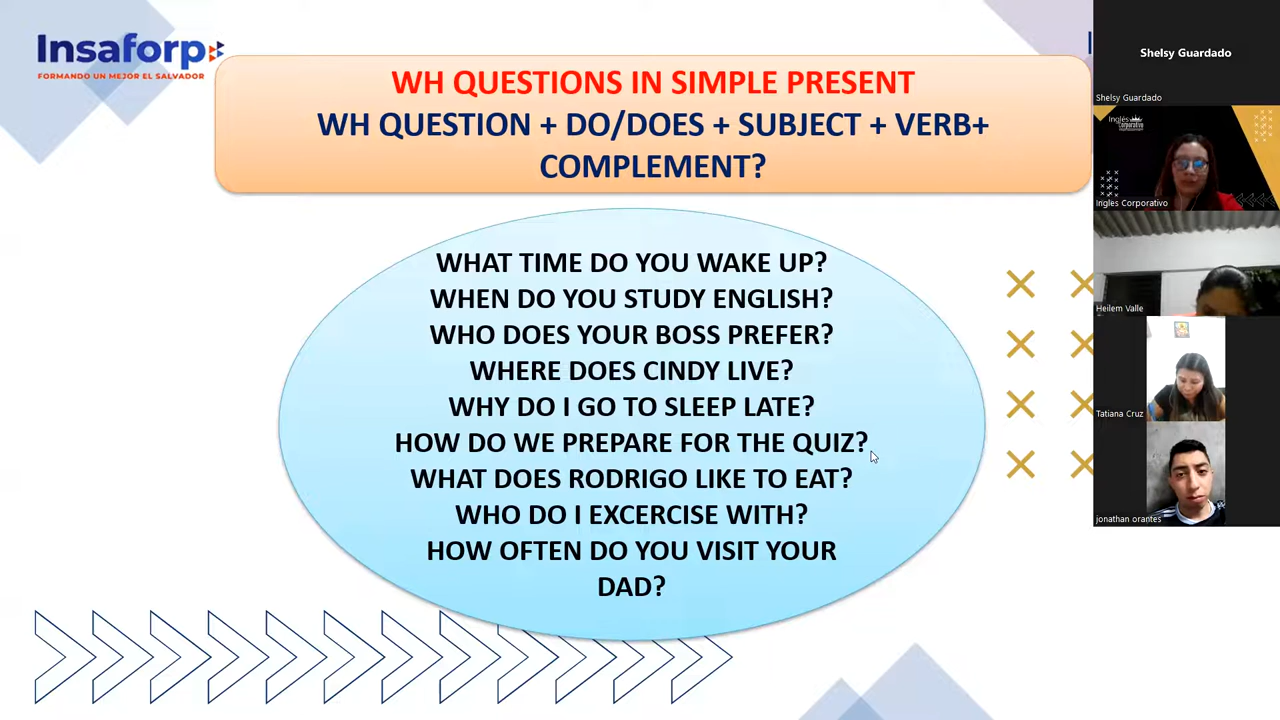 Insaforp
FORMANDO UN MEJOR EL SALVADOR
WH QUESTIONS IN SIMPLE PRESENT
WH QUESTION + DO/DOES + SUBJECT + VERB+
COMPLEMENT?
WHAT TIME DO YOU WAKE UP?
WHEN DO YOU STUDY ENGLISH?
WHO DOES YOUR BOSS PREFER?
WHERE DOES CINDY LIVE?
WHY DO I GO TO SLEEP LATE?
HOW DO WE PREPARE FOR THE QUIZ?
WHAT DOES RODRIGO LIKE TO EAT?
WHO DO I EXCERCISE WITH?
HOW OFTEN DO YOU VISIT YOUR
DAD?
Shelsy Guardado
Shelsy Guardado
Inglés
Corporativo
Ingles Corporativo
Heilem Valle
Tatiana Cruz
jonathan orantes